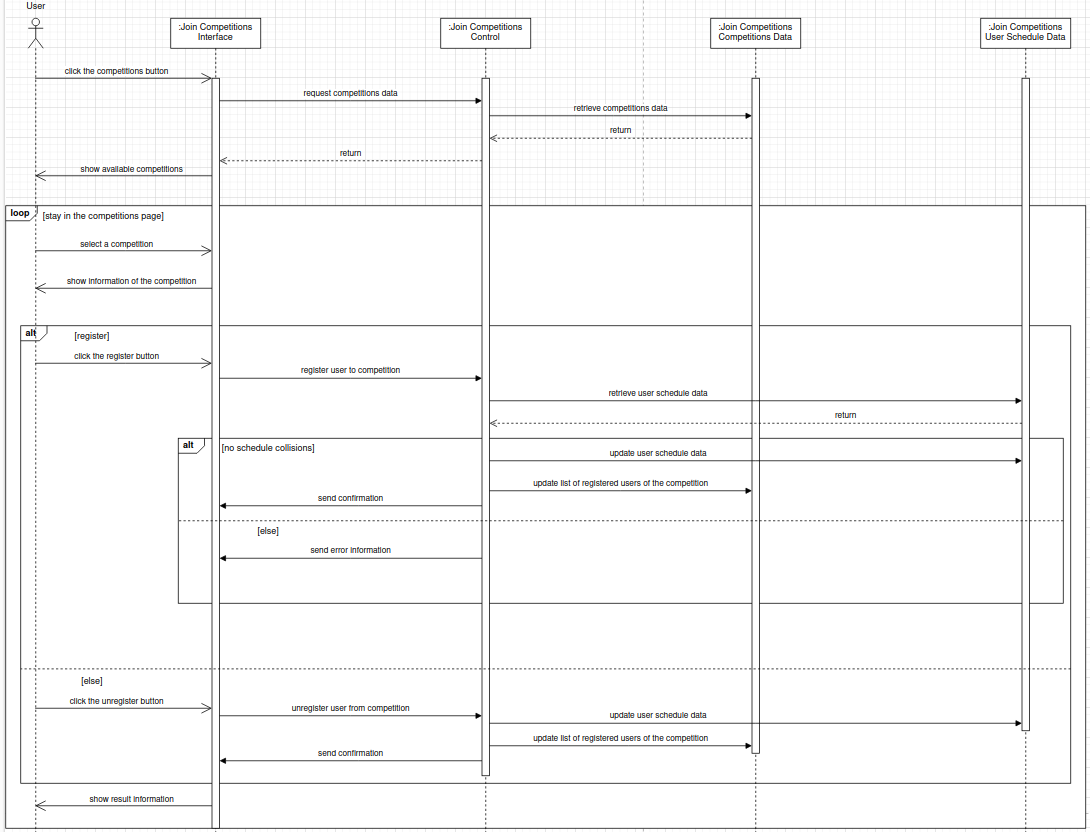 User
:Join Competitions
Interface
:Join Competitions
Control
:Join Competitions
Competitions Data
:Join Competitions
User Schedule Data
click the competitions button
request competitions data
retrieve competitions data
return
return
show available competitions
loop
[stay in the competitions page]
select a competition
show information of the competition
alt
[register]
click the register button
register user to competition
retrieve user schedule data
return
alt
[no schedule collisions]
update user schedule data
update list of registered users of the competition
send confirmation
[else]
send error information
[else]
click the unregister button
unregister user from competition
update user schedule data
update list of registered users of the competition
send confirmation
show result information